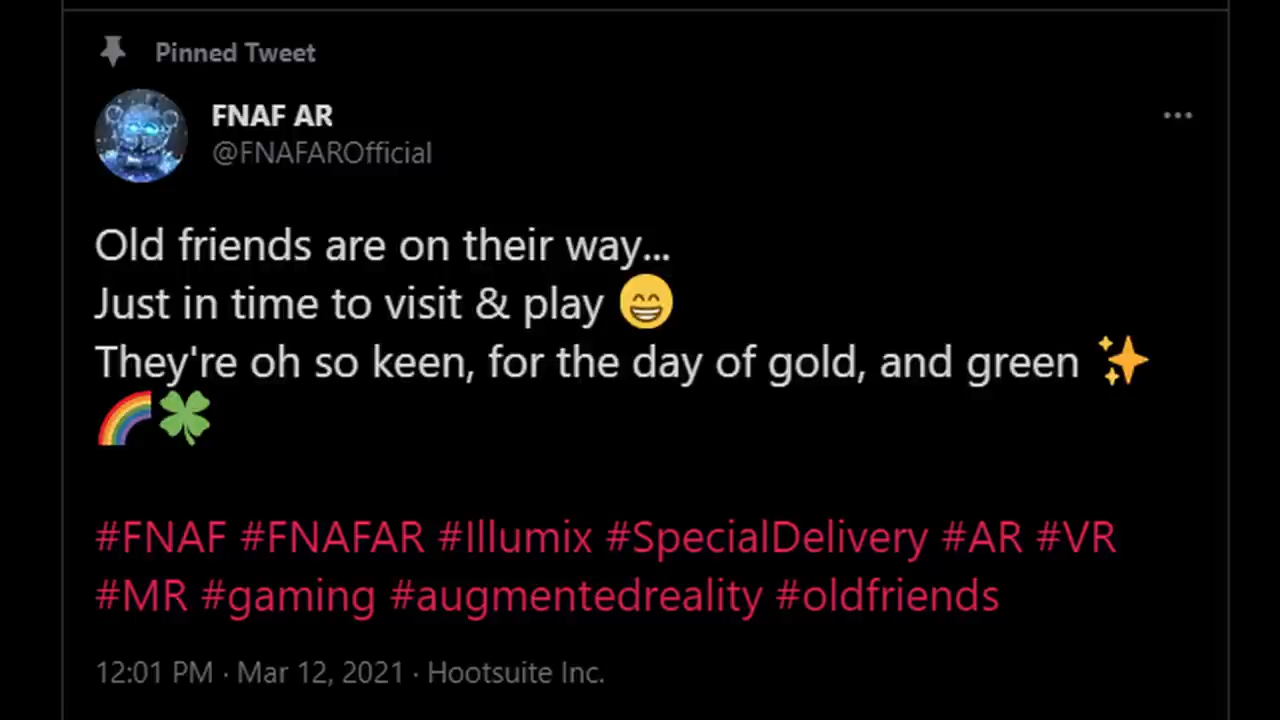 Pinned Tweet
FNAF AR
@FNAFAROfficial
...
Old friends are on their way...
Just in time to visit & play 😁
They're oh so keen, for the day of gold, and green ✨
🌈🍀
#FNAF #FNAFAR #Illumix #SpecialDelivery #AR #VR
#MR #gaming #augmentedreality #oldfriends
12:01 PM · Mar 12, 2021 · Hootsuite Inc.